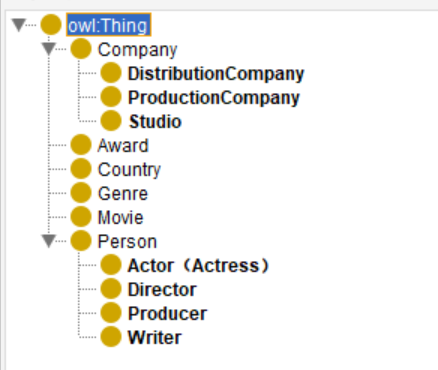 owl:Thing
Company
DistributionCompany
ProductionCompany
Studio
Award
Country
Genre
Movie
Person
Actor（Actress）
Director
Producer
Writer